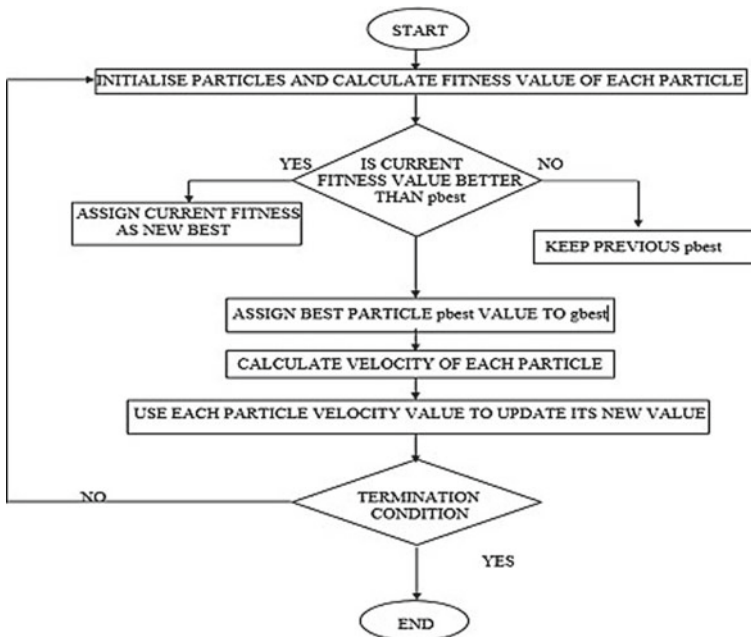 START
INITIALISE PARTICLES AND CALCULATE FITNESS VALUE OF EACH PARTICLE
YES
IS CURRENT
NO
FITNESS VALUE BETTER
THAN pbest
ASSIGN CURRENT FITNESS
AS NEW BEST
KEEP PREVIOUS pbest
ASSIGN BEST PARTICLE pbest VALUE TO gbest
CALCULATE VELOCITY OF EACH PARTICLE
USE EACH PARTICLE VELOCITY VALUE TO UPDATE ITS NEW VALUE
NO
TERMINATION
CONDITION
YES
END